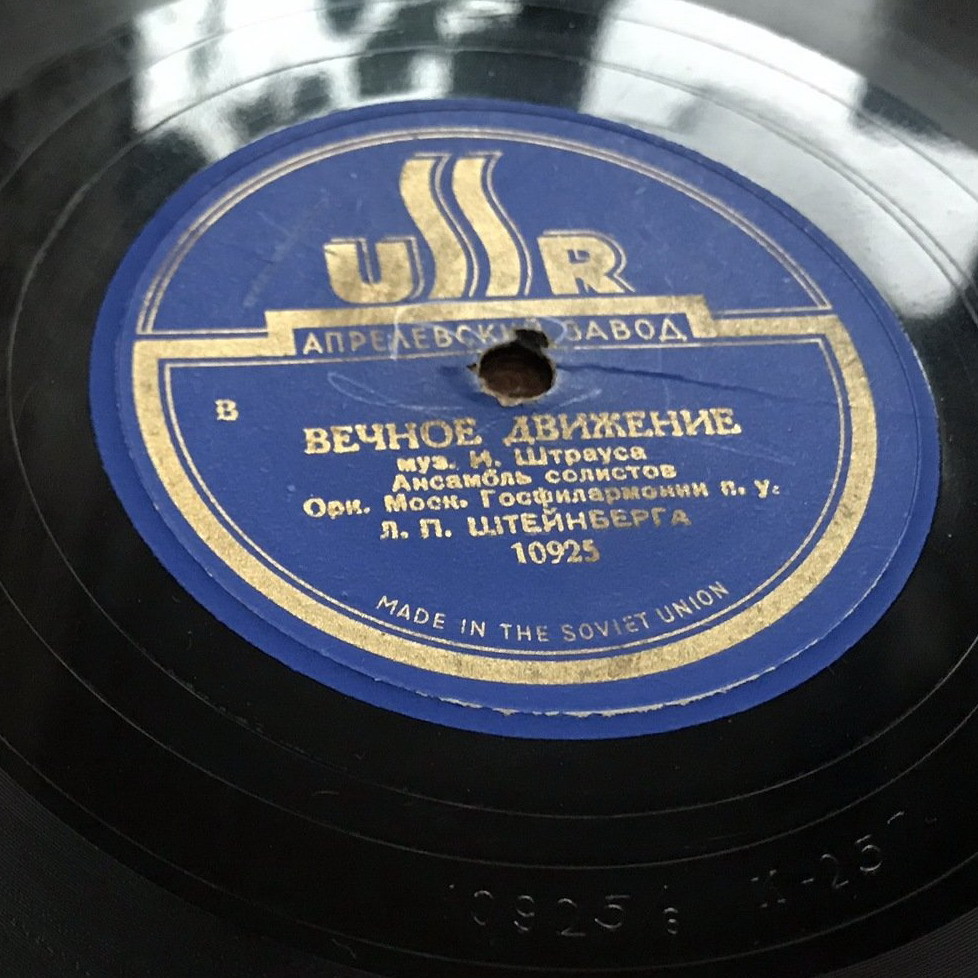 USSR
АПРЕЛЕВСКИЙ ЗАВОД
В
ВЕЧНОЕ ДВИЖЕНИЕ
муз. И. Штрауса
Ансамбль солистов
Орк. Моск. Госфилармонии п. у.
Л. П. ШТЕЙНБЕРГА
10925
MADE IN THE SOVIET UNION
10925 К-25